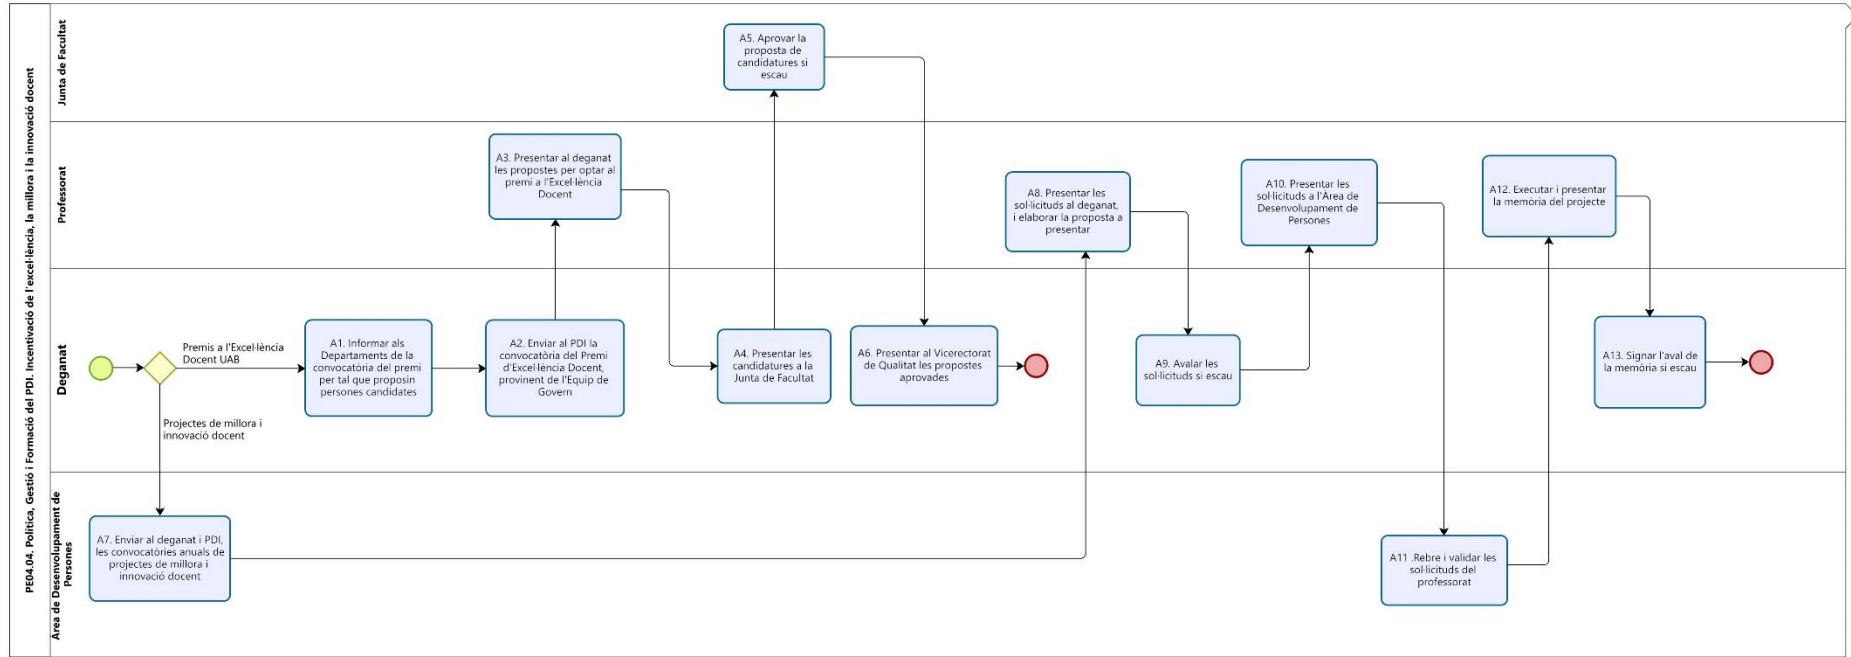 PE04.04. Política, Gestió i Formació del PDI. Incentivació de l'excel·lència, la millora i la innovació docent
Junta de Facultat
A5. Aprovar la
proposta de
candidatures si
escau
Professorat
A3. Presentar al deganat
les propostes per optar al
premi a l'Excel·lència
Docent
A8. Presentar les
sol·licituds al deganat,
i elaborar la proposta a
presentar
A10. Presentar les
sol·licituds a l'Àrea de
Desenvolupament de
Persones
A12. Executar i presentar
la memòria del projecte
Deganat
Premis a l'Excel·lència
Docent UAB
Projectes de millora i
innovació docent
A1. Informar als
Departaments de la
convocatòria del premi
per tal que proposin
persones candidates
A2. Enviar al PDI la
convocatòria del Premi
d'Excel·lència Docent,
provinent de l'Equip de
Govern
A4. Presentar les
candidatures a la
Junta de Facultat
A6. Presentar al Vicerectorat
de Qualitat les propostes
aprovades
A9. Avalar les
sol·licituds si escau
A13. Signar l'aval de
la memòria si escau
Àrea de Desenvolupament de
Persones
A7. Enviar al deganat i PDI,
les convocatòries anuals de
projectes de millora i
innovació docent
A11 .Rebre i validar les
sol·licituds del
professorat